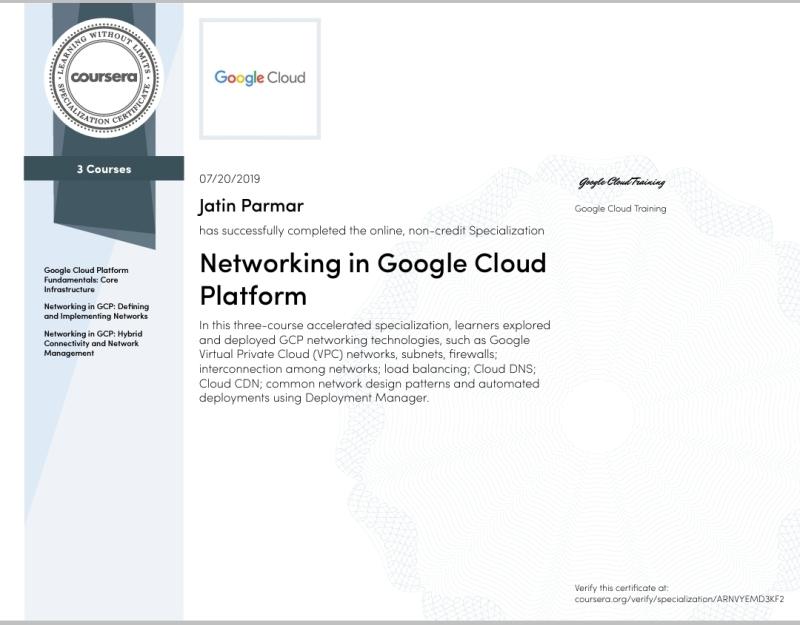 LEARNING WITHOUT LIMITS
coursera
SPECIALIZATION CERTIFICATE
3 Courses
Google Cloud Platform
Fundamentals: Core
Infrastructure
Networking in GCP: Defining
and Implementing Networks
Networking in GCP: Hybrid
Connectivity and Network
Management
Google Cloud
07/20/2019
Jatin Parmar
has successfully completed the online, non-credit Specialization
Networking in Google Cloud
Platform
In this three-course accelerated specialization, learners explored
and deployed GCP networking technologies, such as Google
Virtual Private Cloud (VPC) networks, subnets, firewalls;
interconnection among networks; load balancing; Cloud DNS;
Cloud CDN; common network design patterns and automated
deployments using Deployment Manager.
Google Cloud Training
Google Cloud Training
Verify this certificate at:
coursera.org/verify/specialization/ARNVYEMD3KF2